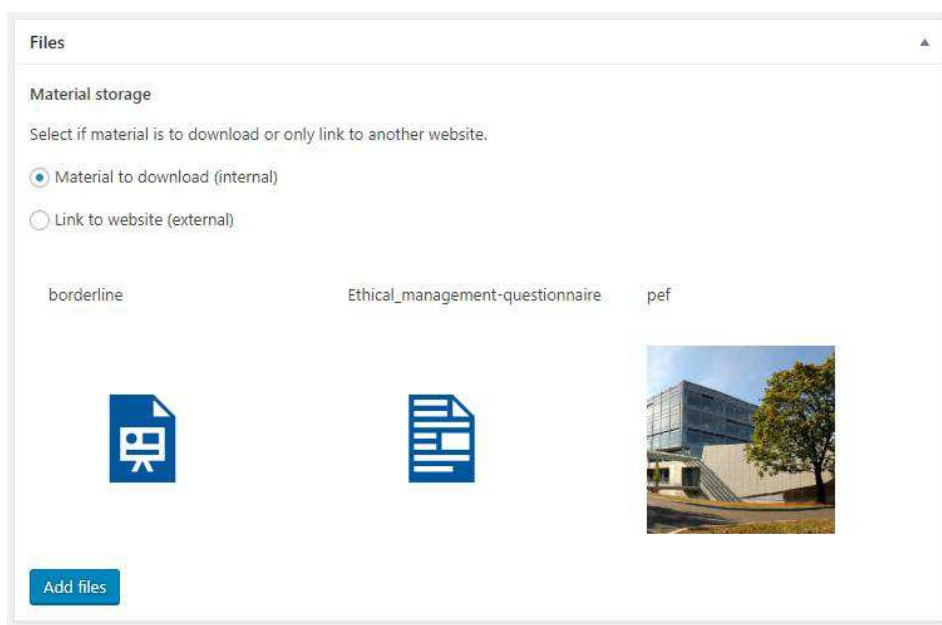 Files
Material storage
Select if material is to download or only link to another website.
Material to download (internal)
Link to website (external)
borderline Ethical_management-questionnaire pef
Add files